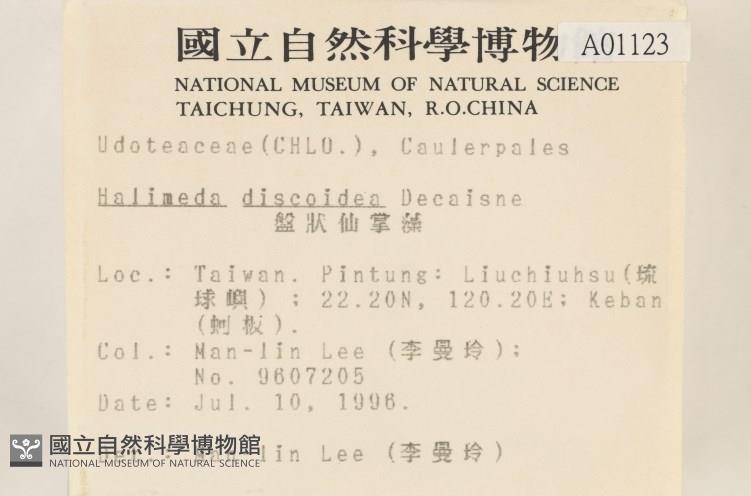 國立自然科學博物
A01123
NATIONAL MUSEUM OF NATURAL SCIENCE
TAICHUNG, TAIWAN, R.O.CHINA
Udoteaceae(CHLO.), Caulerpales
Halimeda discoidea Decaisne
盤狀仙掌藻
Loc.: Taiwan. Pintung: Liuchiuhsu(琉
球嶼) ; 22.20N, 120.20E; Keban
(蚵板).
Col.: Man-lin Lee (李曼玲);
No. 9607205
Date: Jul. 10, 1996.
Det.: Man-lin Lee (李曼玲)
國立自然科學博物館
NATIONAL MUSEUM OF NATURAL SCIENCE